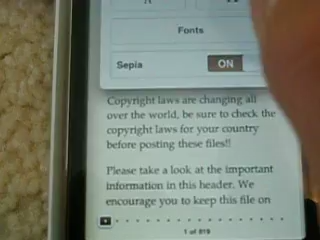 A
Fonts
Sepia ON
Copyright laws are changing all
over the world, be sure to check the
copyright laws for your country
before posting these files!!
Please take a look at the important
information in this header. We
encourage you to keep this file on
1 of 819